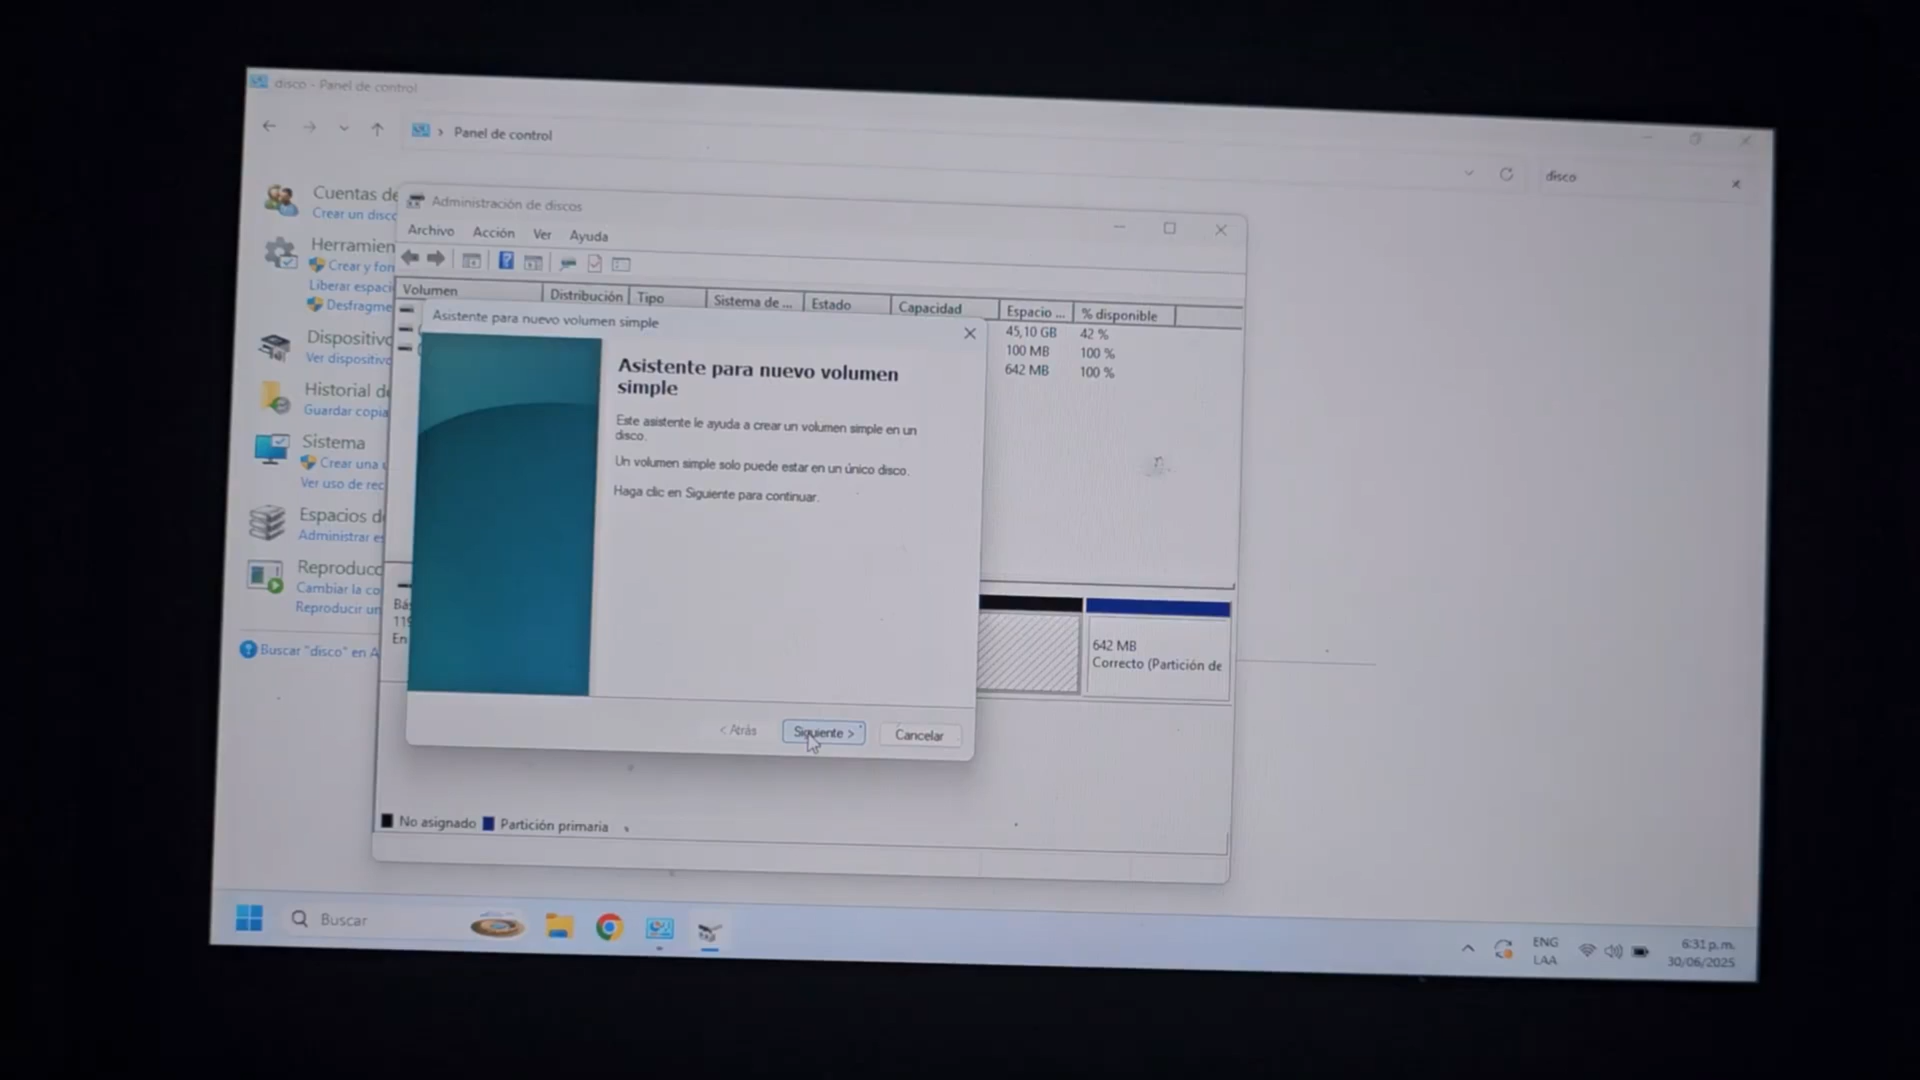 disco - Panel de control
Panel de control
disco
Cuentas de
Crear un disco
Herramien
Crear y for
Liberar espaci
Desfragme
Dispositivo
Ver dispositivo
Historial de
Guardar copia
Sistema
Crear una
Ver uso de rec
Espacios d
Administrar es
Reproducc
Cambiar la co
Reproducir un
Buscar "disco" en A
Administración de discos
Archivo Acción Ver Ayuda
Volumen Distribución Tipo Sistema de ... Estado Capacidad Espacio ... % disponible
45,10 GB 42 %
100 MB 100 %
642 MB 100 %
Asistente para nuevo volumen simple
Asistente para nuevo volumen
simple
Este asistente le ayuda a crear un volumen simple en un
disco.
Un volumen simple solo puede estar en un único disco.
Haga clic en Siguiente para continuar.
< Atrás Siguiente > Cancelar
Bás
119
En
642 MB
Correcto (Partición de
No asignado Partición primaria
Buscar
ENG
LAA
6:31 p.m.
30/06/2025